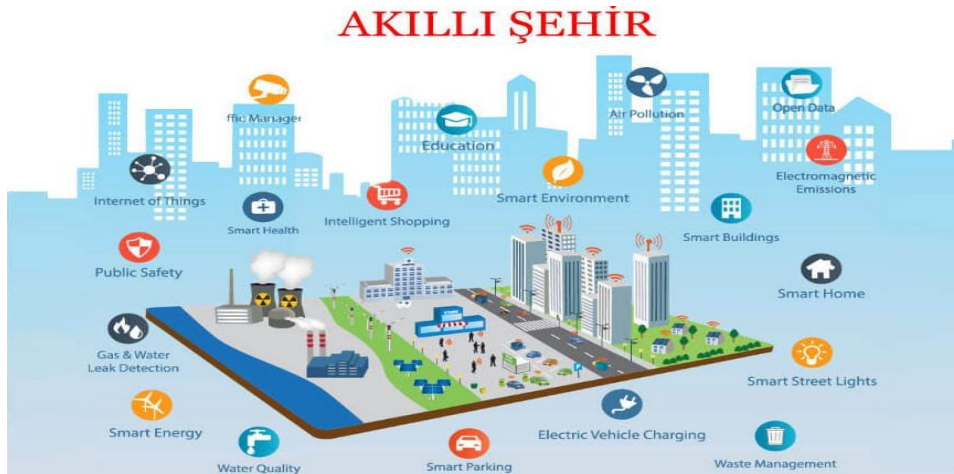 AKILLI ŞEHİR
ffic Manager
Education
Air Pollution
Open Data
Internet of Things
Smart Health
Intelligent Shopping
Smart Environment
Electromagnetic
Emissions
Smart Buildings
Public Safety
Smart Home
Gas & Water
Leak Detection
Smart Street Lights
Smart Energy
Water Quality
Smart Parking
Electric Vehicle Charging
Waste Management